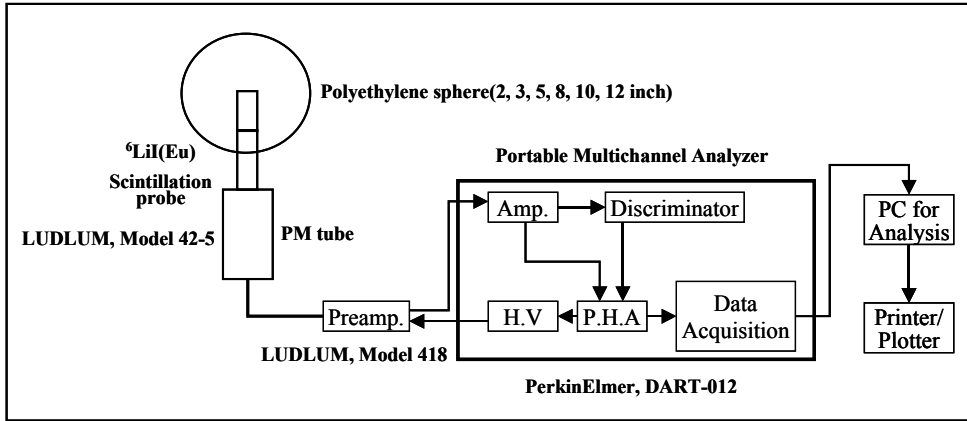 Polyethylene sphere(2, 3, 5, 8, 10, 12 inch)
⁶LiI(Eu)
Scintillation
probe
LUDLUM, Model 42-5
PM tube
Portable Multichannel Analyzer
Amp.
Discriminator
Preamp.
H.V
P.H.A
Data
Acquisition
LUDLUM, Model 418
PerkinElmer, DART-012
PC for
Analysis
Printer/
Plotter